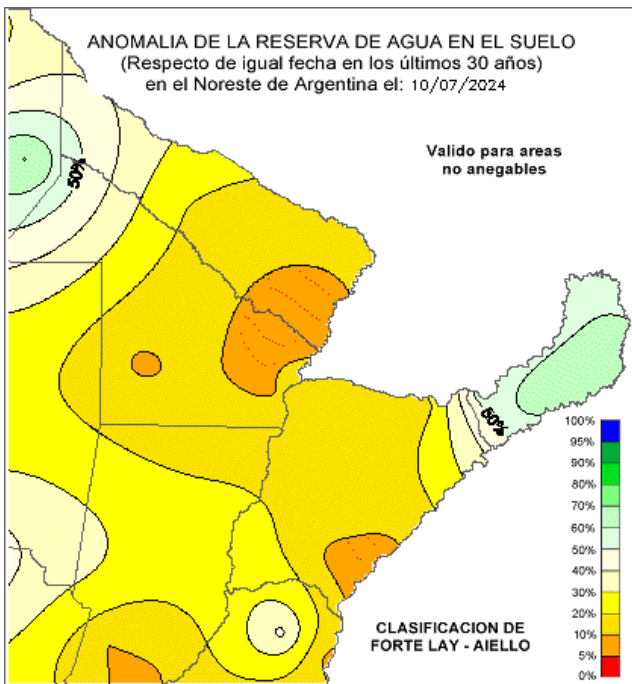 ANOMALIA DE LA RESERVA DE AGUA EN EL SUELO
(Respecto de igual fecha en los últimos 30 años)
en el Noreste de Argentina el: 10/07/2024
Valido para areas
no anegables
50%
50%
100%
95%
90%
80%
70%
60%
50%
40%
30%
20%
10%
5%
0%
CLASIFICACION DE
FORTE LAY - AIELLO